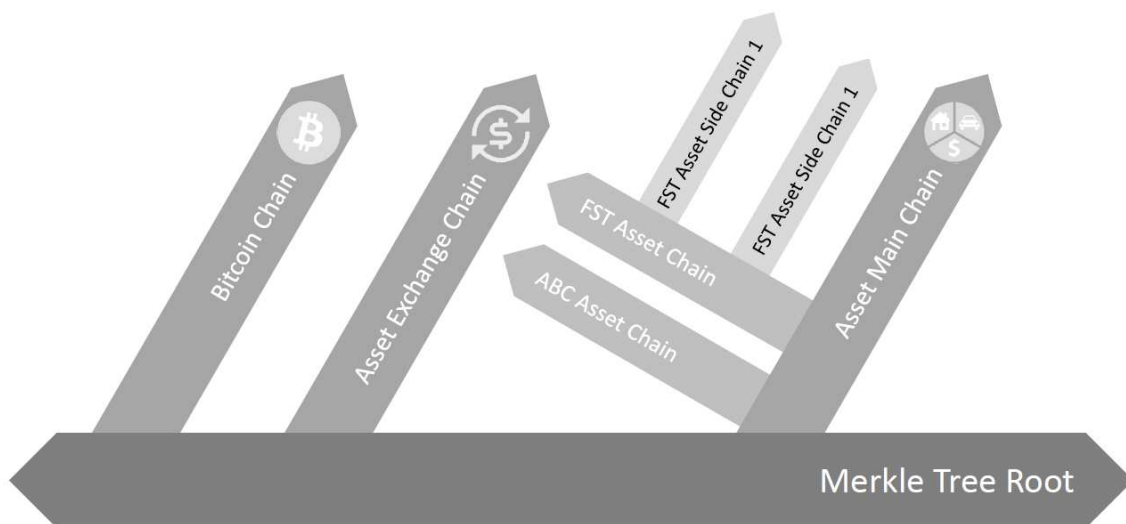 Bitcoin Chain
Asset Exchange Chain
ABC Asset Chain
FST Asset Chain
FST Asset Side Chain 1
FST Asset Side Chain 1
Asset Main Chain
Merkle Tree Root